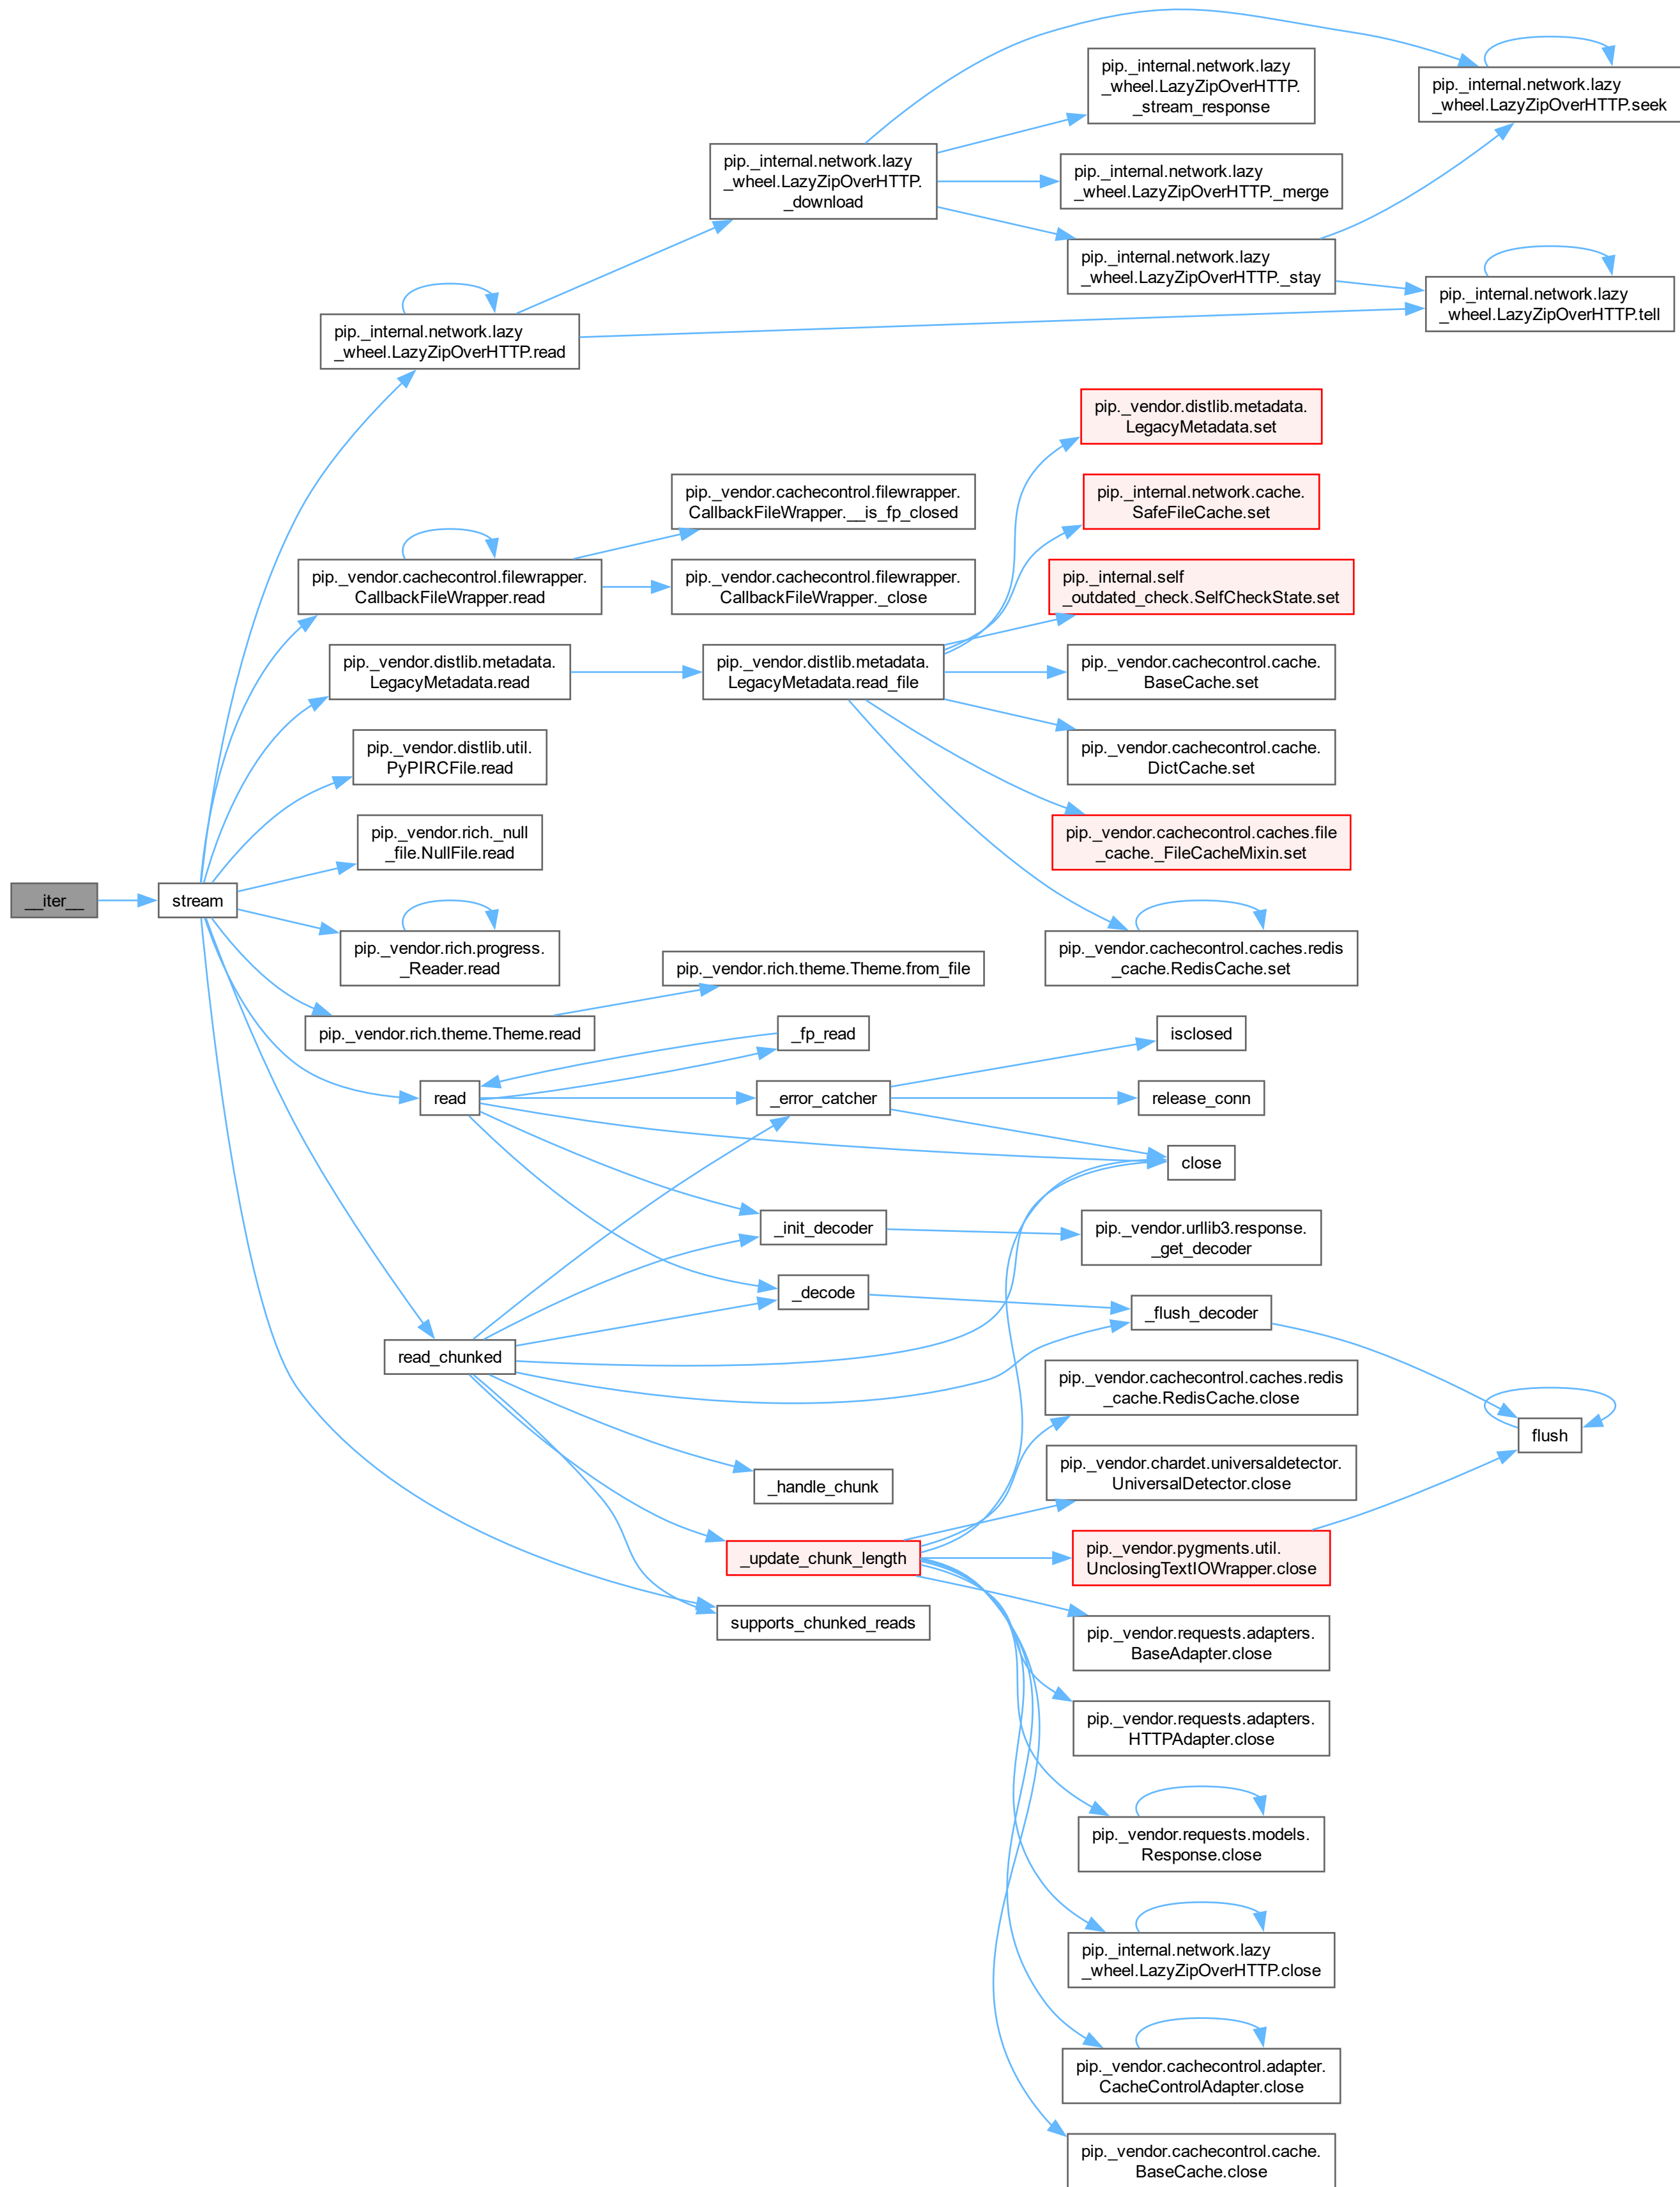 __iter__
stream
pip._internal.network.lazy
_wheel.LazyZipOverHTTP.read
pip._vendor.cachecontrol.filewrapper.
CallbackFileWrapper.read
pip._vendor.distlib.metadata.
LegacyMetadata.read
pip._vendor.distlib.util.
PyPIRCFile.read
pip._vendor.rich._null
_file.NullFile.read
pip._vendor.rich.progress.
_Reader.read
pip._vendor.rich.theme.Theme.read
read
read_chunked
pip._internal.network.lazy
_wheel.LazyZipOverHTTP.
_download
pip._vendor.cachecontrol.filewrapper.
CallbackFileWrapper.__is_fp_closed
pip._vendor.cachecontrol.filewrapper.
CallbackFileWrapper._close
pip._vendor.distlib.metadata.
LegacyMetadata.read_file
pip._vendor.rich.theme.Theme.from_file
_fp_read
_error_catcher
_init_decoder
_decode
_handle_chunk
_update_chunk_length
supports_chunked_reads
pip._internal.network.lazy
_wheel.LazyZipOverHTTP.
_stream_response
pip._internal.network.lazy
_wheel.LazyZipOverHTTP._merge
pip._internal.network.lazy
_wheel.LazyZipOverHTTP._stay
pip._vendor.distlib.metadata.
LegacyMetadata.set
pip._internal.network.cache.
SafeFileCache.set
pip._internal.self
_outdated_check.SelfCheckState.set
pip._vendor.cachecontrol.cache.
BaseCache.set
pip._vendor.cachecontrol.cache.
DictCache.set
pip._vendor.cachecontrol.caches.file
_cache._FileCacheMixin.set
pip._vendor.cachecontrol.caches.redis
_cache.RedisCache.set
isclosed
release_conn
close
pip._vendor.urllib3.response.
_get_decoder
_flush_decoder
pip._vendor.cachecontrol.caches.redis
_cache.RedisCache.close
pip._vendor.chardet.universaldetector.
UniversalDetector.close
pip._vendor.pygments.util.
UnclosingTextIOWrapper.close
pip._vendor.requests.adapters.
BaseAdapter.close
pip._vendor.requests.adapters.
HTTPAdapter.close
pip._vendor.requests.models.
Response.close
pip._internal.network.lazy
_wheel.LazyZipOverHTTP.close
pip._vendor.cachecontrol.adapter.
CacheControlAdapter.close
pip._vendor.cachecontrol.cache.
BaseCache.close
pip._internal.network.lazy
_wheel.LazyZipOverHTTP.seek
pip._internal.network.lazy
_wheel.LazyZipOverHTTP.tell
flush